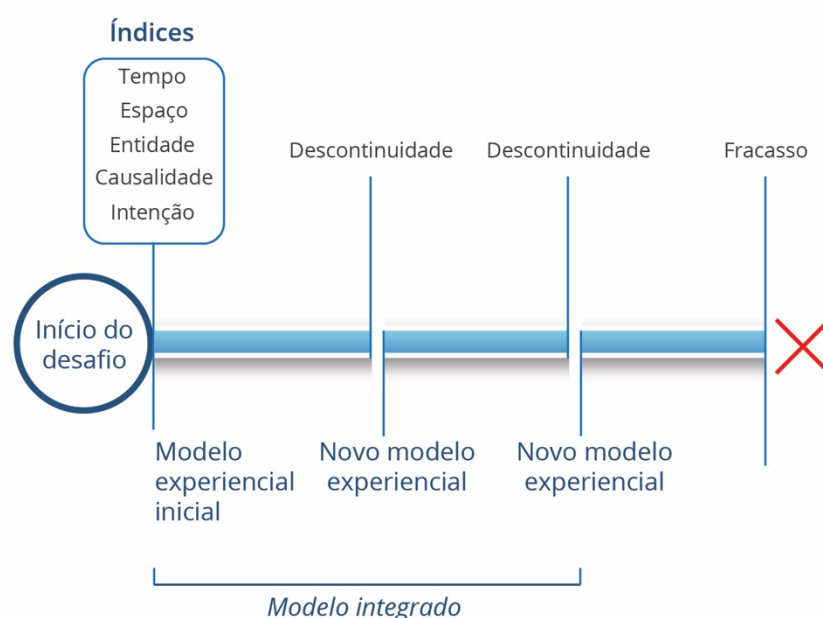 Índices
Tempo
Espaço
Entidade
Causalidade
Intenção
Descontinuidade
Descontinuidade
Fracasso
Início do
desafio
Modelo
experiencial
inicial
Novo modelo
experiencial
Novo modelo
experiencial
Modelo integrado